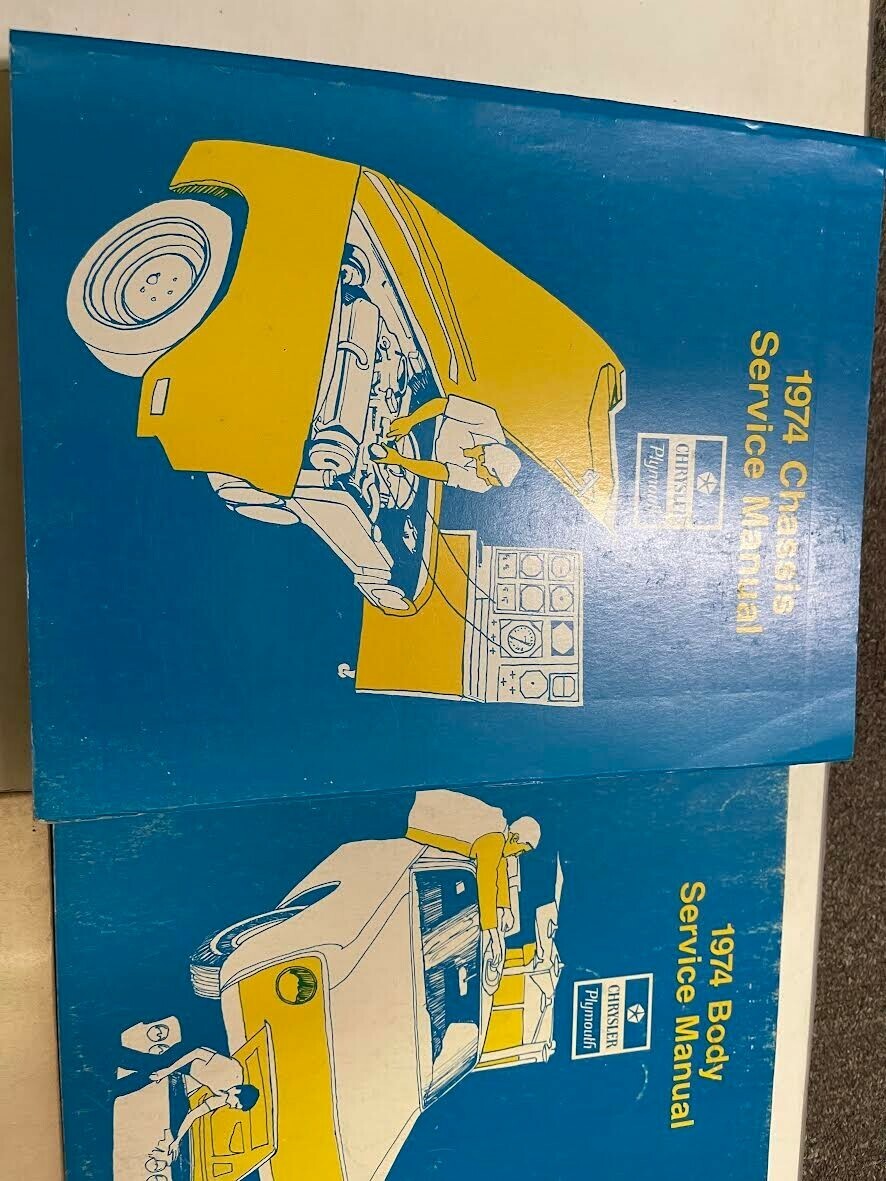 1974 Chassis
Service Manual
CHRYSLER
Plymouth
1974 Body
Service Manual
CHRYSLER
Plymouth